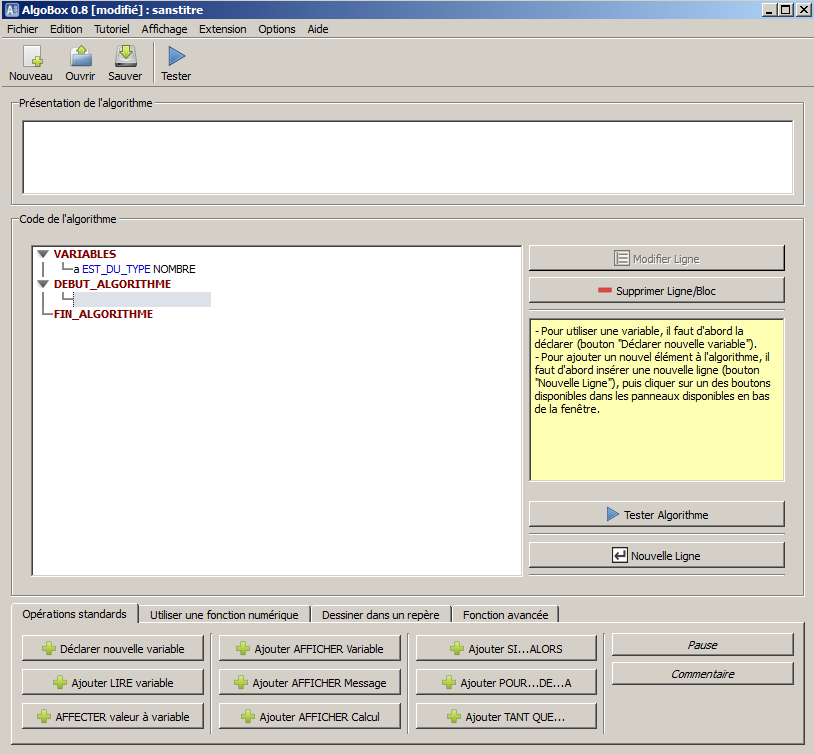 AlgoBox 0.8 [modifié] : sanstitre
Fichier Edition Tutoriel Affichage Extension Options Aide
Nouveau Ouvrir Sauver Tester
Présentation de l'algorithme
Code de l'algorithme
VARIABLES
a EST_DU_TYPE NOMBRE
DEBUT_ALGORITHME
FIN_ALGORITHME
Modifier Ligne
Supprimer Ligne/Bloc
- Pour utiliser une variable, il faut d'abord la
déclarer (bouton "Déclarer nouvelle variable").
- Pour ajouter un nouvel élément à l'algorithme, il
faut d'abord insérer une nouvelle ligne (bouton
"Nouvelle Ligne"), puis cliquer sur un des boutons
disponibles dans les panneaux disponibles en bas
de la fenêtre.
Tester Algorithme
Nouvelle Ligne
Opérations standards Utiliser une fonction numérique Dessiner dans un repère Fonction avancée
Déclarer nouvelle variable Ajouter AFFICHER Variable Ajouter SI...ALORS Pause
Ajouter LIRE variable Ajouter AFFICHER Message Ajouter POUR...DE...A Commentaire
AFFECTER valeur à variable Ajouter AFFICHER Calcul Ajouter TANT QUE...